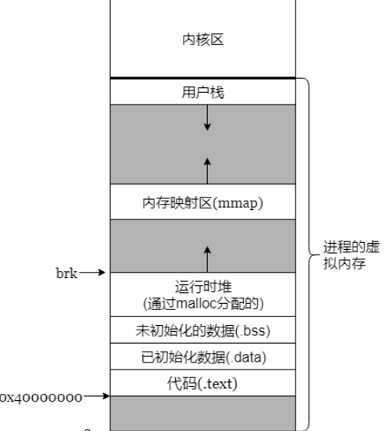 内核区
用户栈
内存映射区(mmap)
进程的虚
拟内存
brk
运行时堆
(通过malloc分配的)
未初始化的数据(.bss)
已初始化数据(.data)
代码(.text)
0x40000000